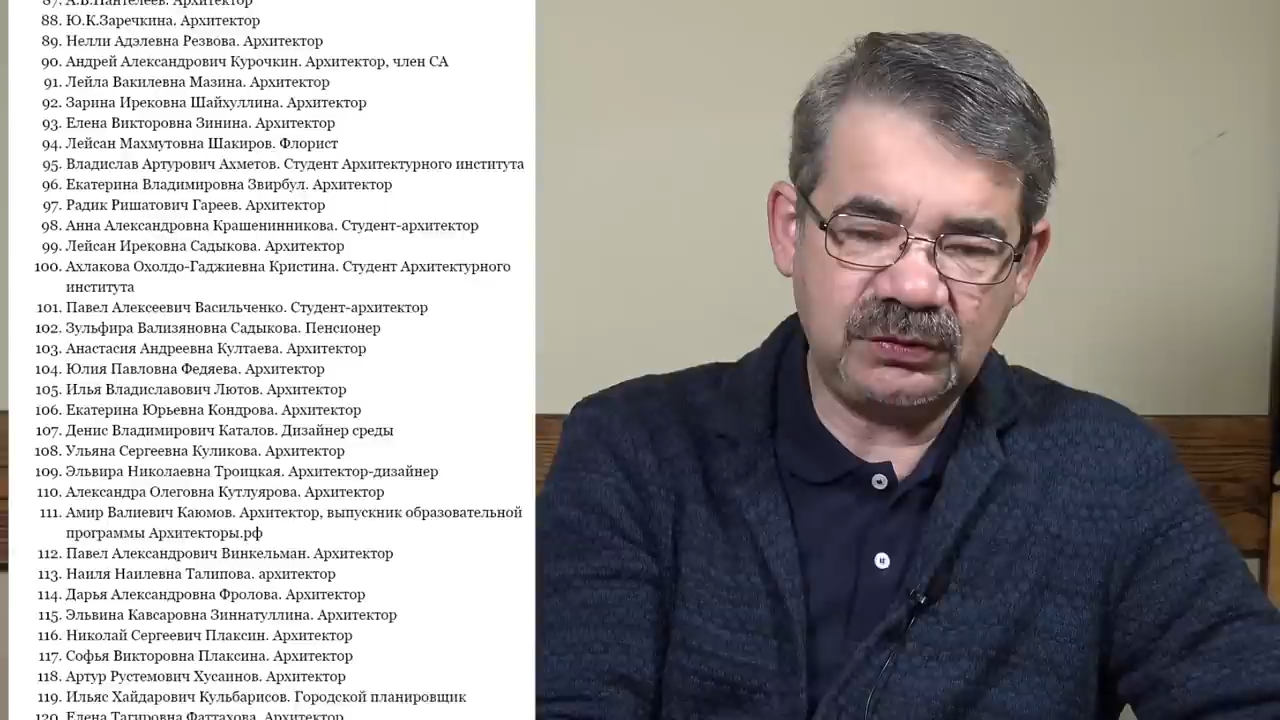 87. А.В.Пантелеев. Архитектор
88. Ю.К.Заречкина. Архитектор
89. Нелли Адэлевна Резвова. Архитектор
90. Андрей Александрович Курочкин. Архитектор, член СА
91. Лейла Вакилевна Мазина. Архитектор
92. Зарина Ирековна Шайхуллина. Архитектор
93. Елена Викторовна Зинина. Архитектор
94. Лейсан Махмутовна Шакиров. Флорист
95. Владислав Артурович Ахметов. Студент Архитектурного института
96. Екатерина Владимировна Звирбул. Архитектор
97. Радик Ришатович Гареев. Архитектор
98. Анна Александровна Крашенинникова. Студент-архитектор
99. Лейсан Ирековна Садыкова. Архитектор
100. Ахлакова Охолдо-Гаджиевна Кристина. Студент Архитектурного
института
101. Павел Алексеевич Васильченко. Студент-архитектор
102. Зульфира Вализяновна Садыкова. Пенсионер
103. Анастасия Андреевна Култаева. Архитектор
104. Юлия Павловна Федяева. Архитектор
105. Илья Владиславович Лютов. Архитектор
106. Екатерина Юрьевна Кондрова. Архитектор
107. Денис Владимирович Каталов. Дизайнер среды
108. Ульяна Сергеевна Куликова. Архитектор
109. Эльвира Николаевна Троицкая. Архитектор-дизайнер
110. Александра Олеговна Кутлуярова. Архитектор
111. Амир Валиевич Каюмов. Архитектор, выпускник образовательной
программы Архитекторы.рф
112. Павел Александрович Винкельман. Архитектор
113. Наиля Наилевна Талипова. архитектор
114. Дарья Александровна Фролова. Архитектор
115. Эльвина Кавсаровна Зиннатуллина. Архитектор
116. Николай Сергеевич Плаксин. Архитектор
117. Софья Викторовна Плаксина. Архитектор
118. Артур Рустемович Хусаинов. Архитектор
119. Ильяс Хайдарович Кульбарисов. Городской планировщик
120. Елена Тагировна Фаттахова. Архитектор